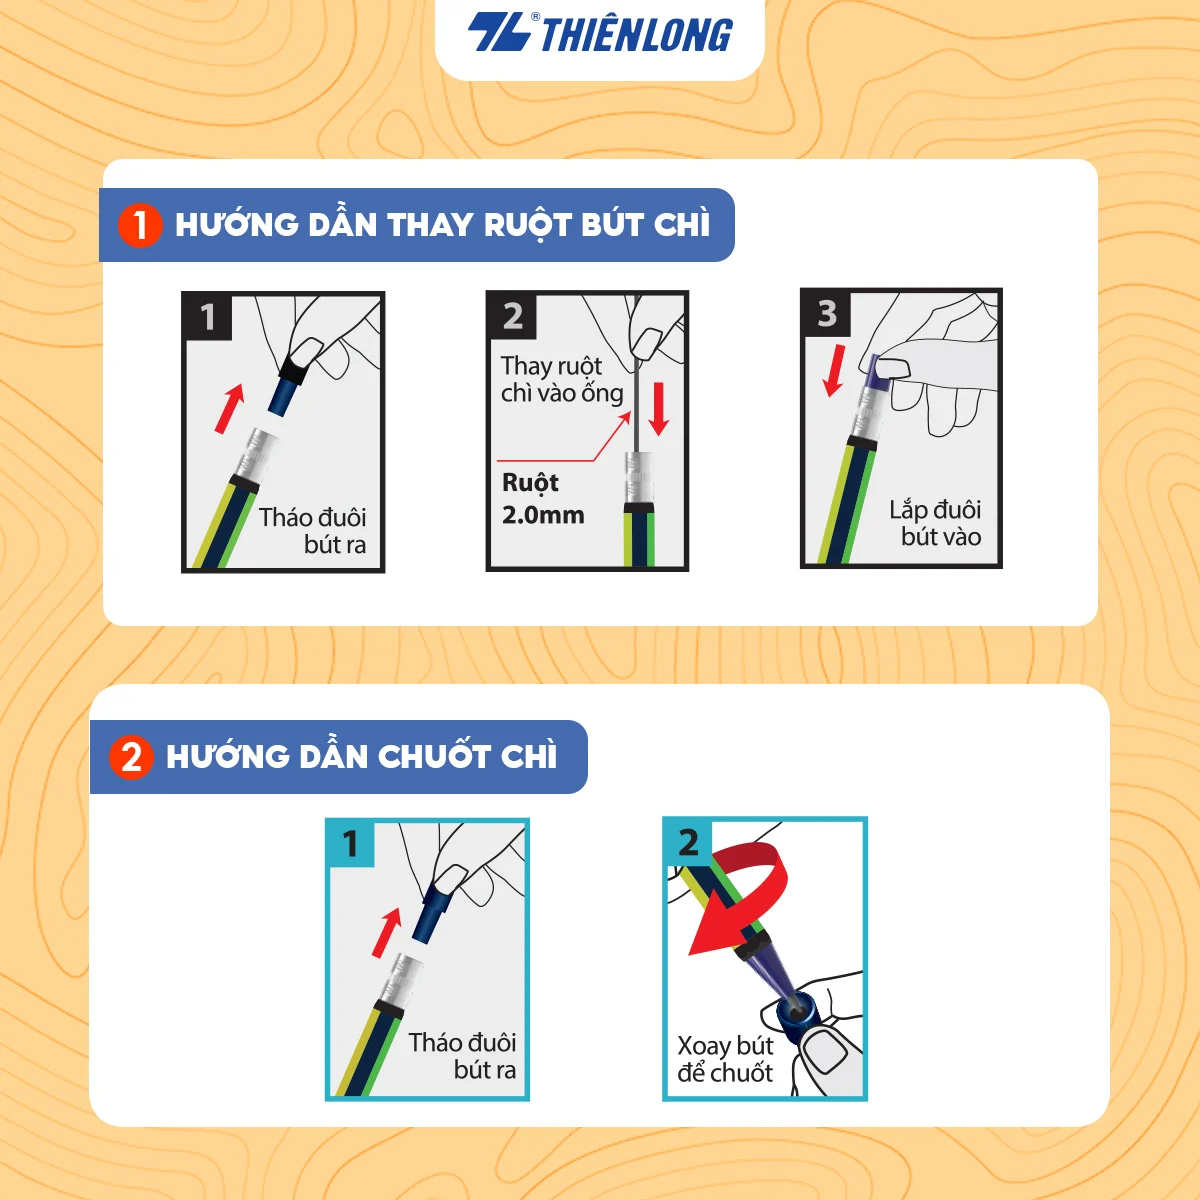 ® THIÊN LONG
1 HƯỚNG DẪN THAY RUỘT BÚT CHÌ
1
Tháo đuôi
bút ra
2
Thay ruột
chì vào ống
Ruột
2.0mm
3
Lắp đuôi
bút vào
2 HƯỚNG DẪN CHUỐT CHÌ
1
Tháo đuôi
bút ra
2
Xoay bút
để chuốt